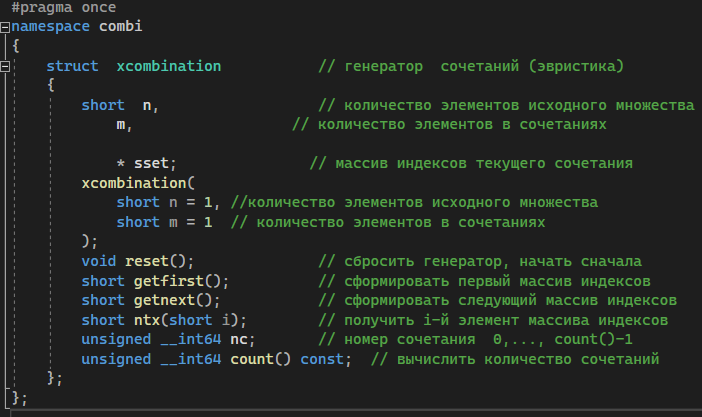 #pragma once
namespace combi
{
struct  xcombination           // генератор  сочетаний (эвристика)
{
short  n,                  // количество элементов исходного множества
m,                  // количество элементов в сочетаниях
* sset;               // массив индексов текущего сочетания
xcombination(
short n = 1, //количество элементов исходного множества
short m = 1  // количество элементов в сочетаниях
);
void reset();              // сбросить генератор, начать сначала
short getfirst();          // сформировать первый массив индексов
short getnext();           // сформировать следующий массив индексов
short ntx(short i);        // получить i-й элемент массива индексов
unsigned __int64 nc;       // номер сочетания  0,..., count()-1
unsigned __int64 count() const;  // вычислить количество сочетаний
};
};